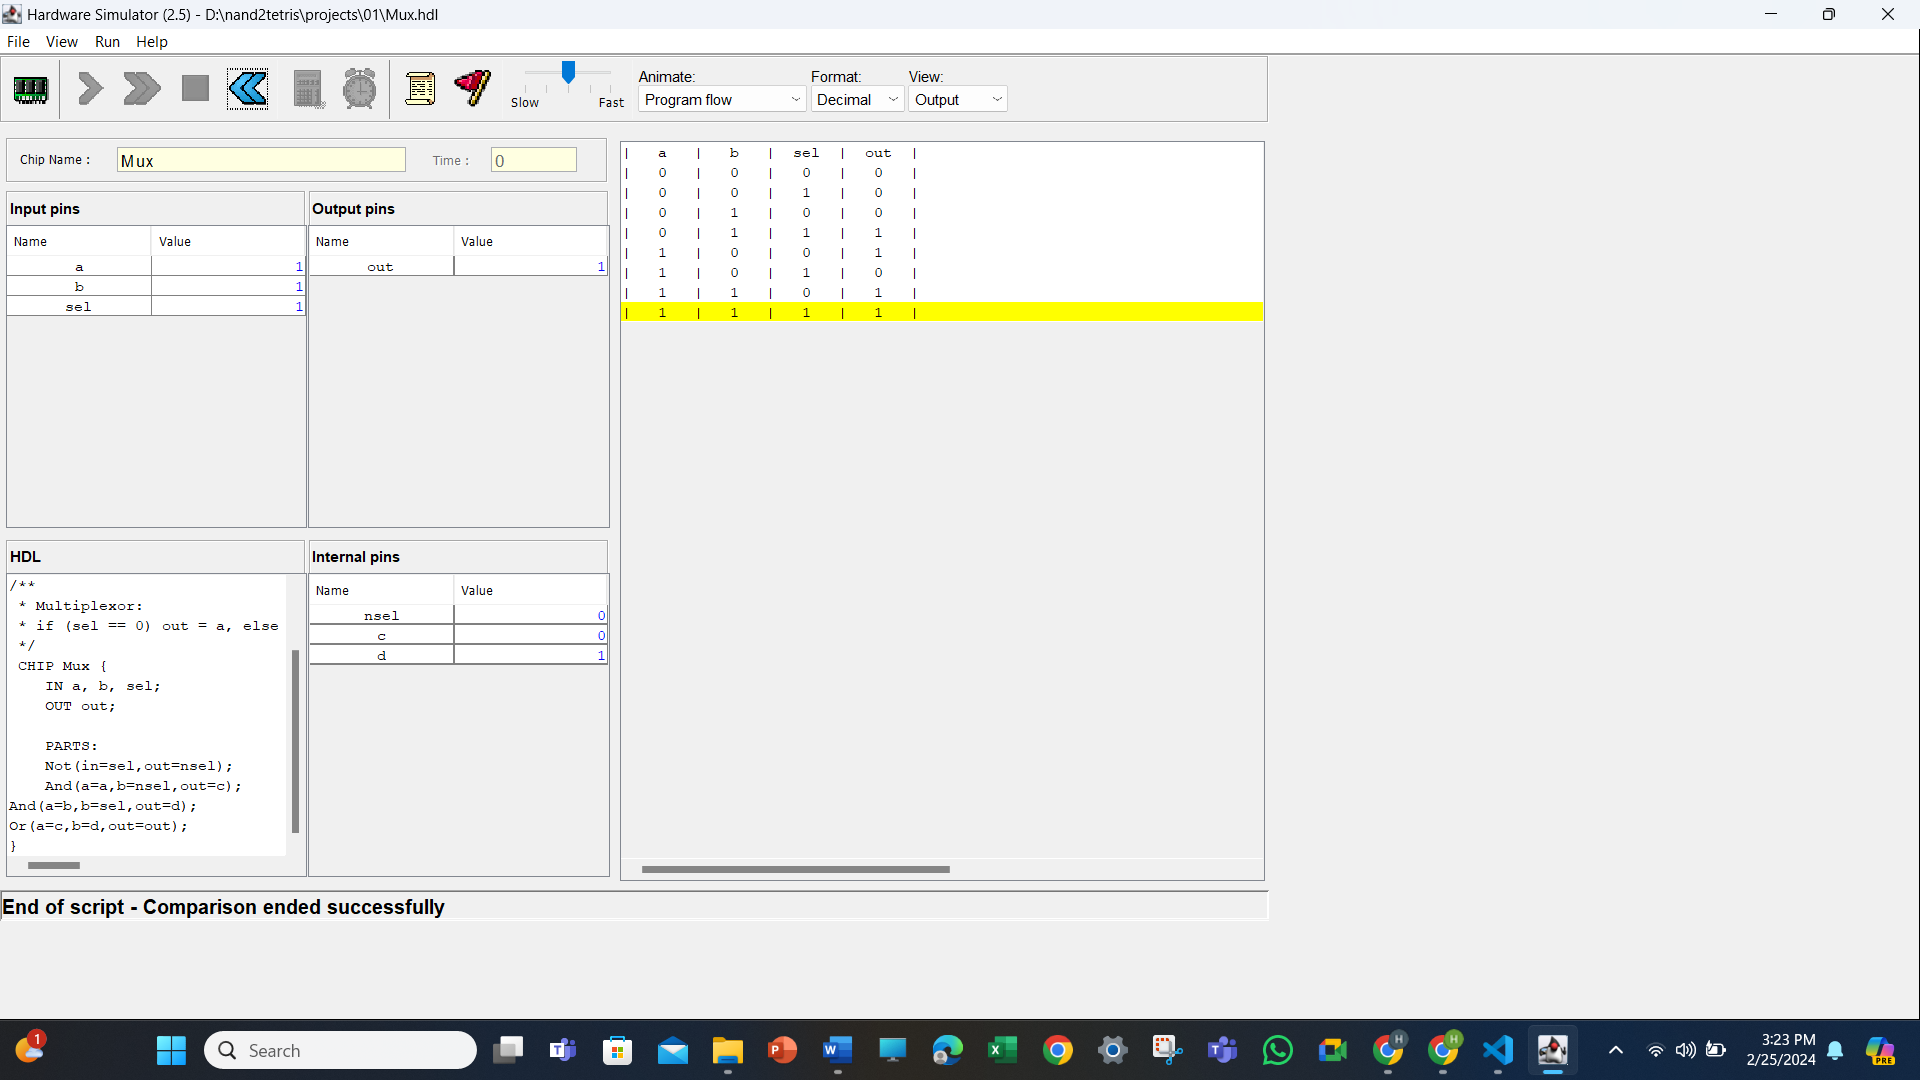 Hardware Simulator (2.5) - D:\nand2tetris\projects\01\Mux.hdl
File View Run Help
Slow Fast
Animate: Format: View:
Program flow Decimal Output
Chip Name : Mux Time : 0
Input pins
Name Value
a 1
b 1
sel 1
Output pins
Name Value
out 1
HDL
/**
* Multiplexor:
* if (sel == 0) out = a, else
*/
CHIP Mux {
IN a, b, sel;
OUT out;
PARTS:
Not(in=sel,out=nsel);
And(a=a,b=nsel,out=c);
And(a=b,b=sel,out=d);
Or(a=c,b=d,out=out);
}
Internal pins
Name Value
nsel 0
c 0
d 1
| a | b | sel | out |
| 0 | 0 | 0 | 0 |
| 0 | 0 | 1 | 0 |
| 0 | 1 | 0 | 0 |
| 0 | 1 | 1 | 1 |
| 1 | 0 | 0 | 1 |
| 1 | 0 | 1 | 0 |
| 1 | 1 | 0 | 1 |
| 1 | 1 | 1 | 1 |
End of script - Comparison ended successfully
1
Search
H
H
3:23 PM
2/25/2024
PRE